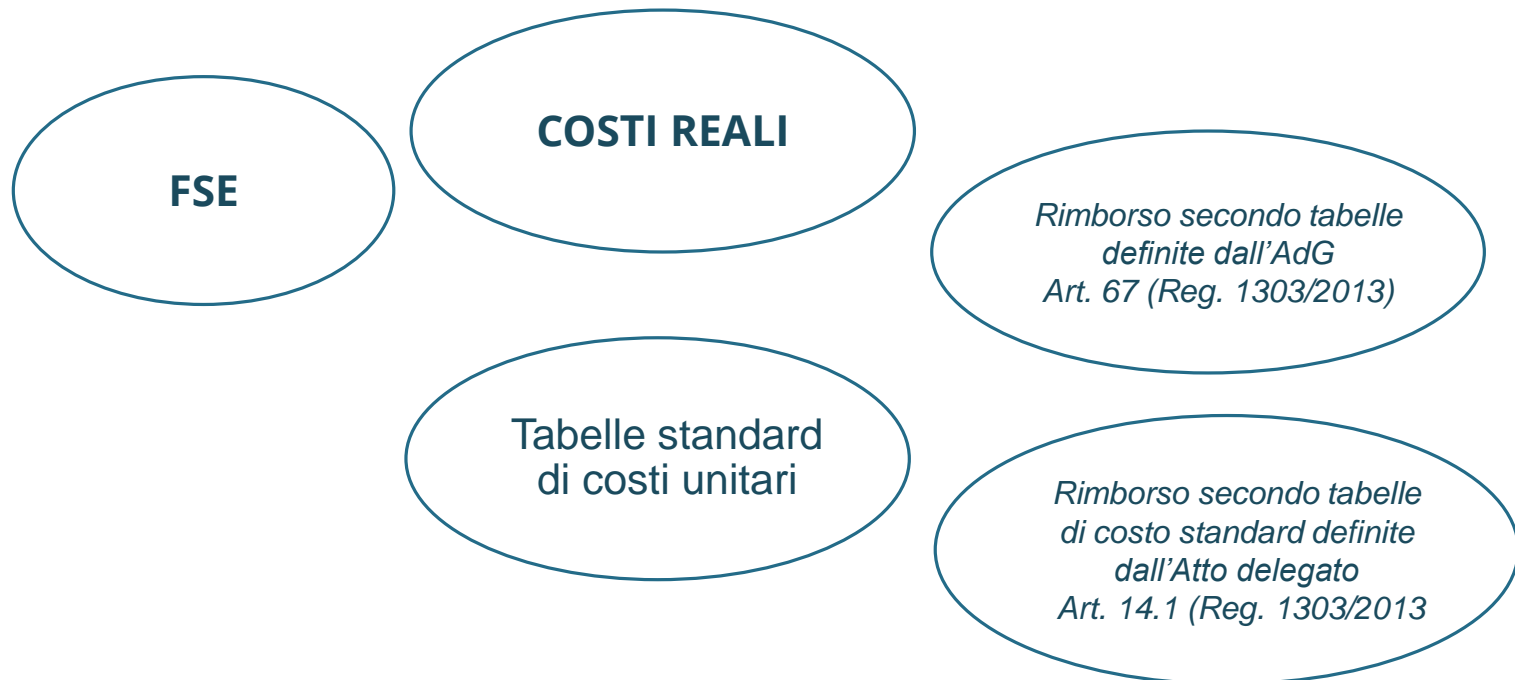 FSE
COSTI REALI
Rimborso secondo tabelle
definite dall’AdG
Art. 67 (Reg. 1303/2013)
Tabelle standard
di costi unitari
Rimborso secondo tabelle
di costo standard definite
dall’Atto delegato
Art. 14.1 (Reg. 1303/2013